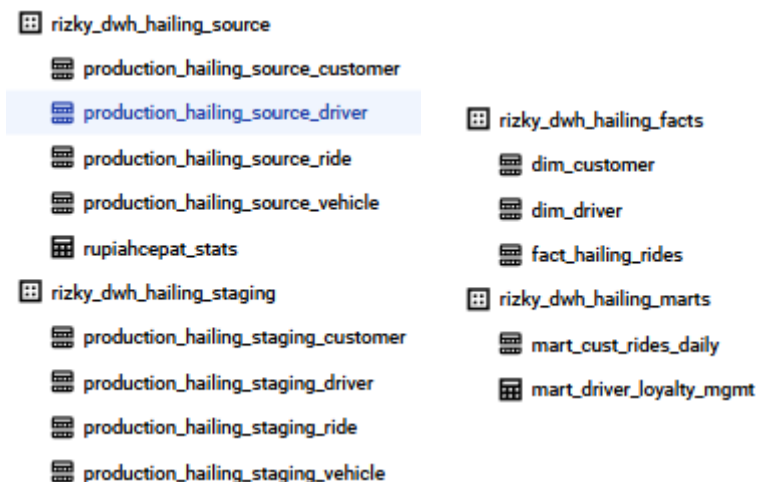 rizky_dwh_hailing_source
production_hailing_source_customer
production_hailing_source_driver
production_hailing_source_ride
production_hailing_source_vehicle
rupiahcepat_stats
rizky_dwh_hailing_staging
production_hailing_staging_customer
production_hailing_staging_driver
production_hailing_staging_ride
production_hailing_staging_vehicle
rizky_dwh_hailing_facts
dim_customer
dim_driver
fact_hailing_rides
rizky_dwh_hailing_marts
mart_cust_rides_daily
mart_driver_loyalty_mgmt